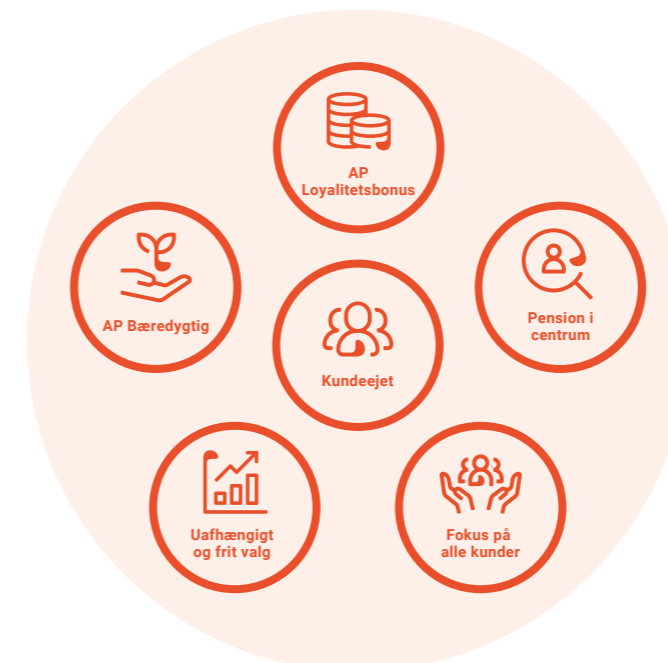 AP
Loyalitetsbonus
AP Bæredygtig
Pension i
centrum
Kundeejet
Uafhængigt
og frit valg
Fokus på
alle kunder